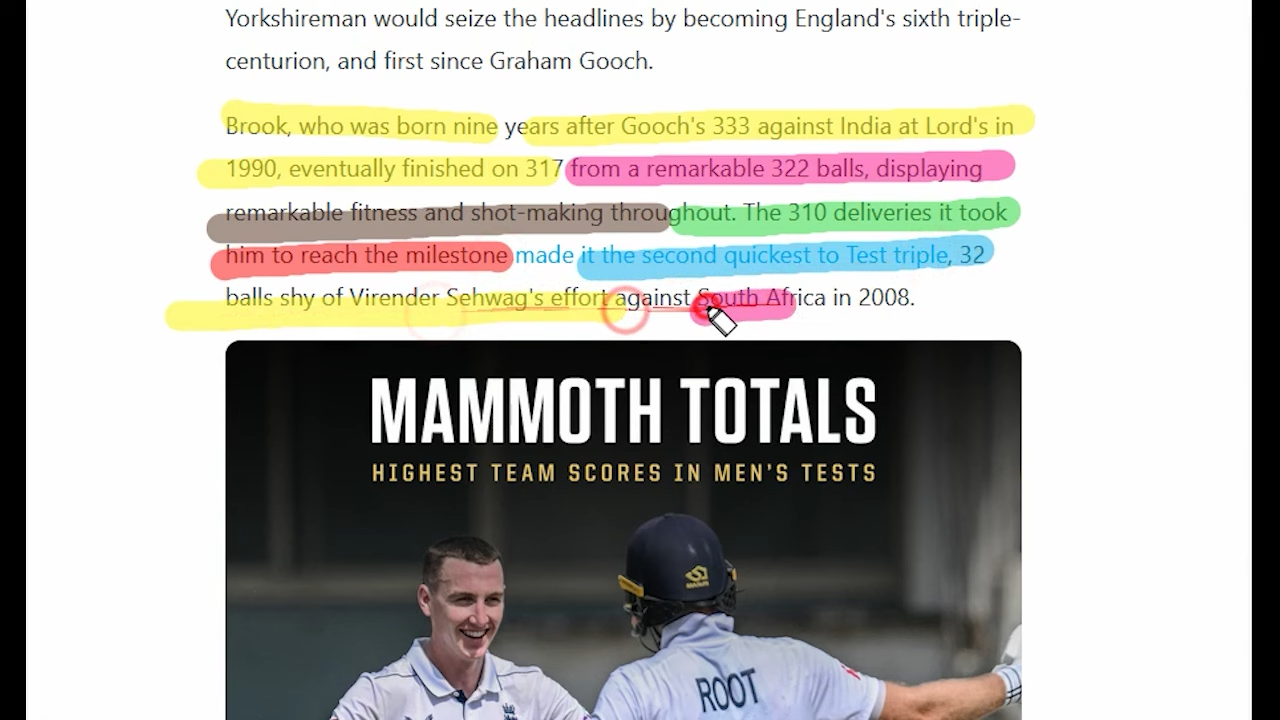 Yorkshireman would seize the headlines by becoming England's sixth triple-
centurion, and first since Graham Gooch.
Brook, who was born nine years after Gooch's 333 against India at Lord's in
1990, eventually finished on 317 from a remarkable 322 balls, displaying
remarkable fitness and shot-making throughout. The 310 deliveries it took
him to reach the milestone made it the second quickest to Test triple, 32
balls shy of Virender Sehwag's effort against South Africa in 2008.
MAMMOTH TOTALS
HIGHEST TEAM SCORES IN MEN'S TESTS
ROOT